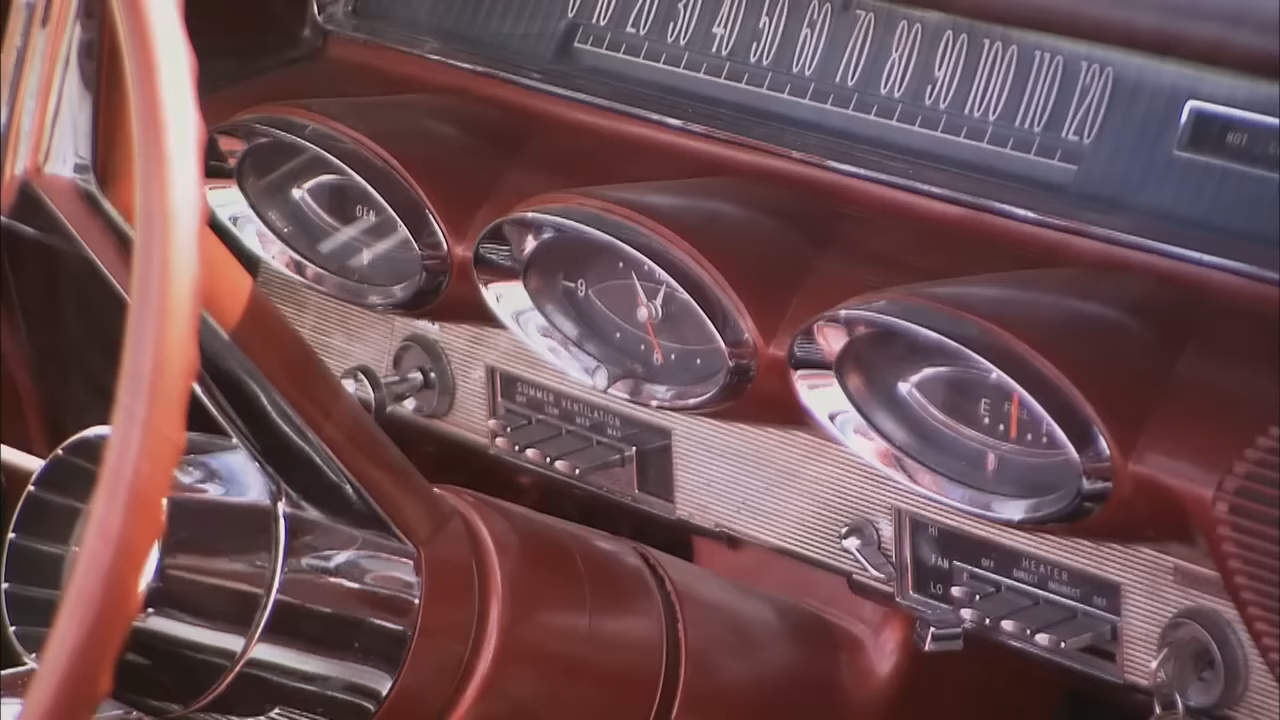 0 10 20 30 40 50 60 70 80 90 100 110 120
HOT
GEN
9
6
E FUEL
SUMMER VENTILATION
OFF LOW MED MAX
HI
FAN
LO
HEATER
OFF DIRECT INDIRECT DEF